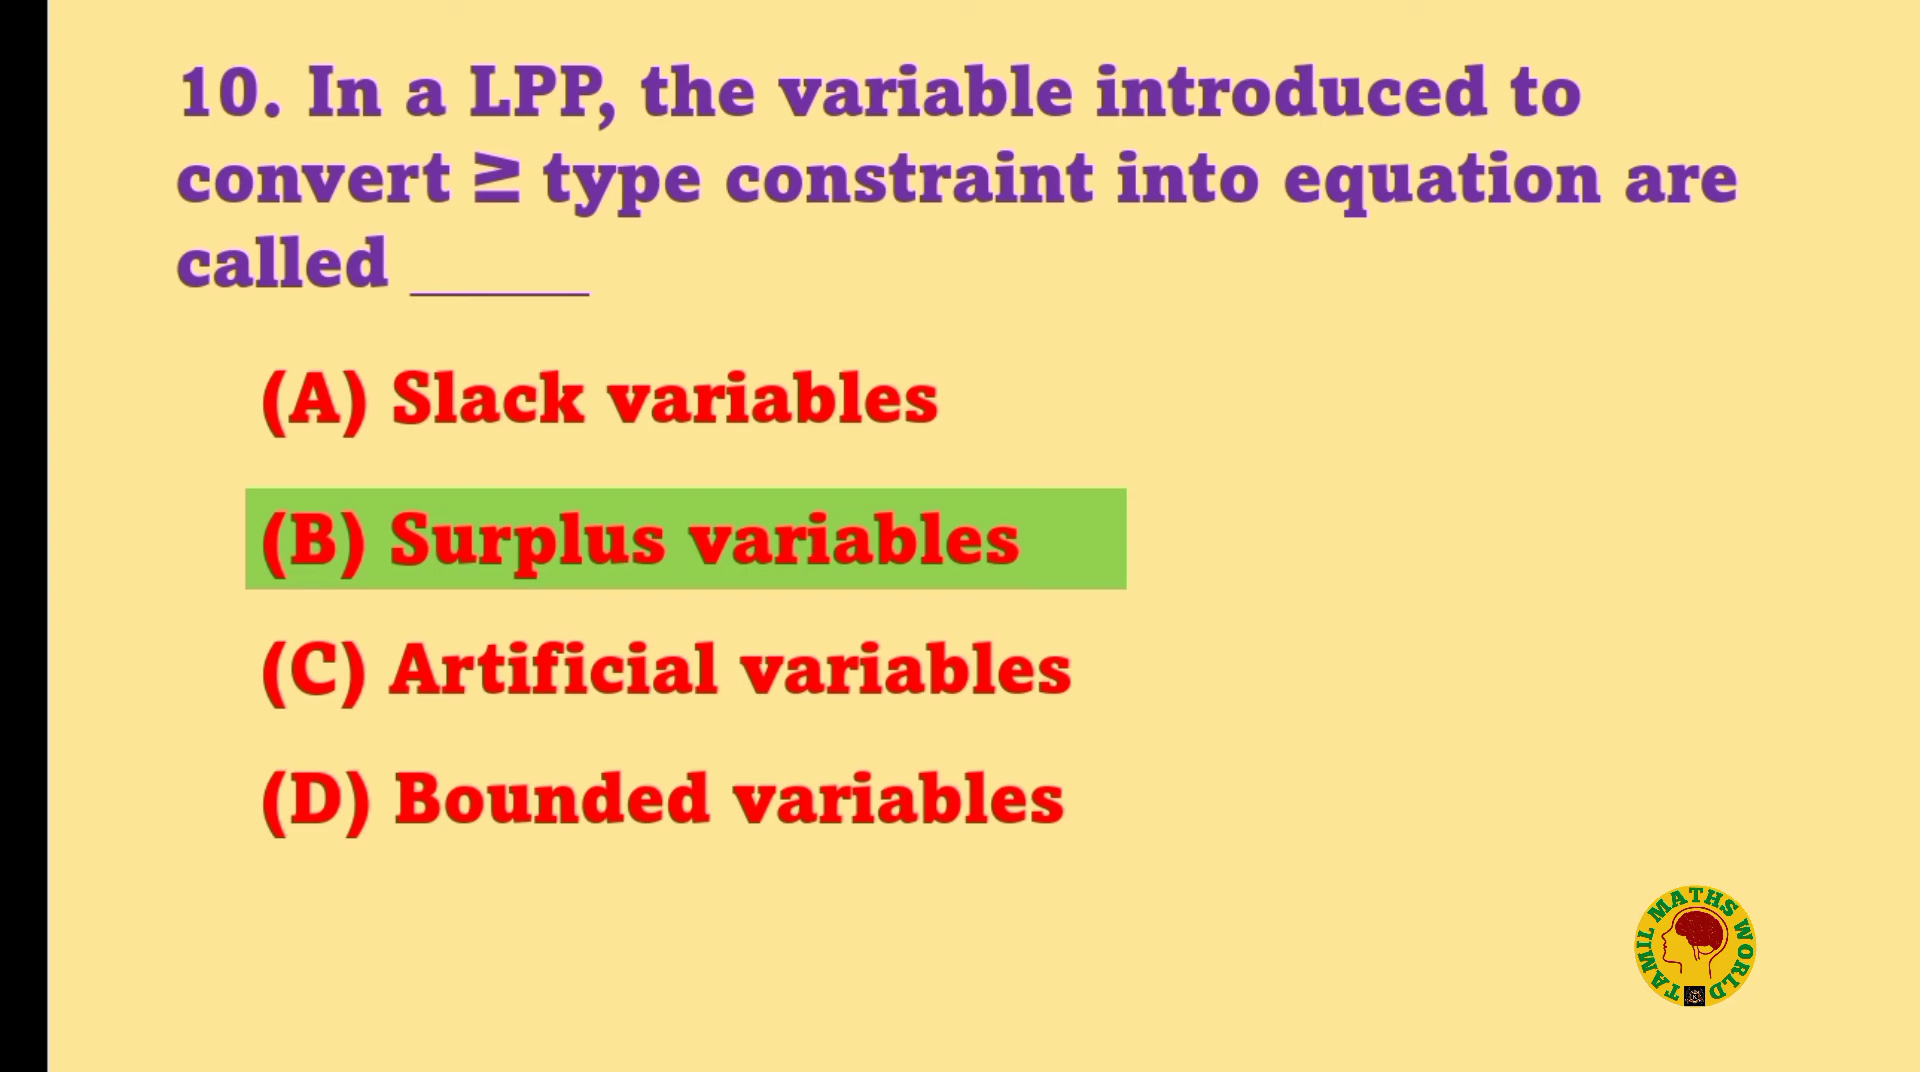 10. In a LPP, the variable introduced to
convert ≥ type constraint into equation are
called ______
(A) Slack variables
(B) Surplus variables
(C) Artificial variables
(D) Bounded variables
TAMIL MATHS WORLD